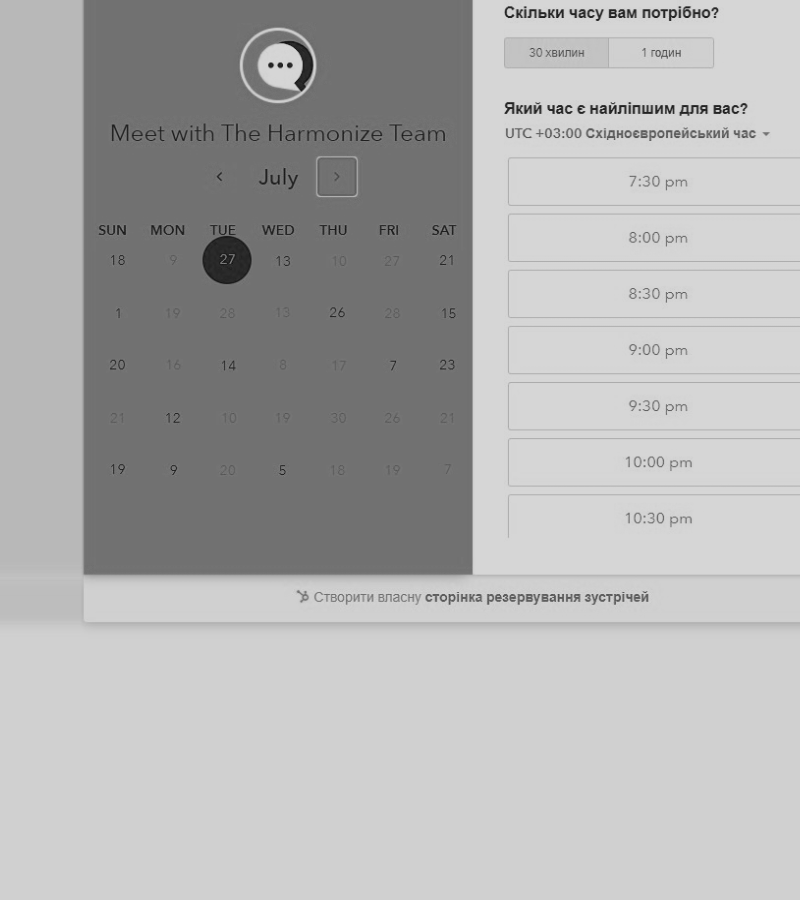 Meet with The Harmonize Team
July
SUN MON TUE WED THU FRI SAT
18 9 27 13 10 27 21
1 19 28 13 26 28 15
20 16 14 8 17 7 23
21 12 10 19 30 26 21
19 9 20 5 18 19 7
Скільки часу вам потрібно?
30 хвилин 1 годин
Який час є найліпшим для вас?
UTC +03:00 Східноєвропейський час
7:30 pm
8:00 pm
8:30 pm
9:00 pm
9:30 pm
10:00 pm
10:30 pm
Створити власну сторінка резервування зустрічей